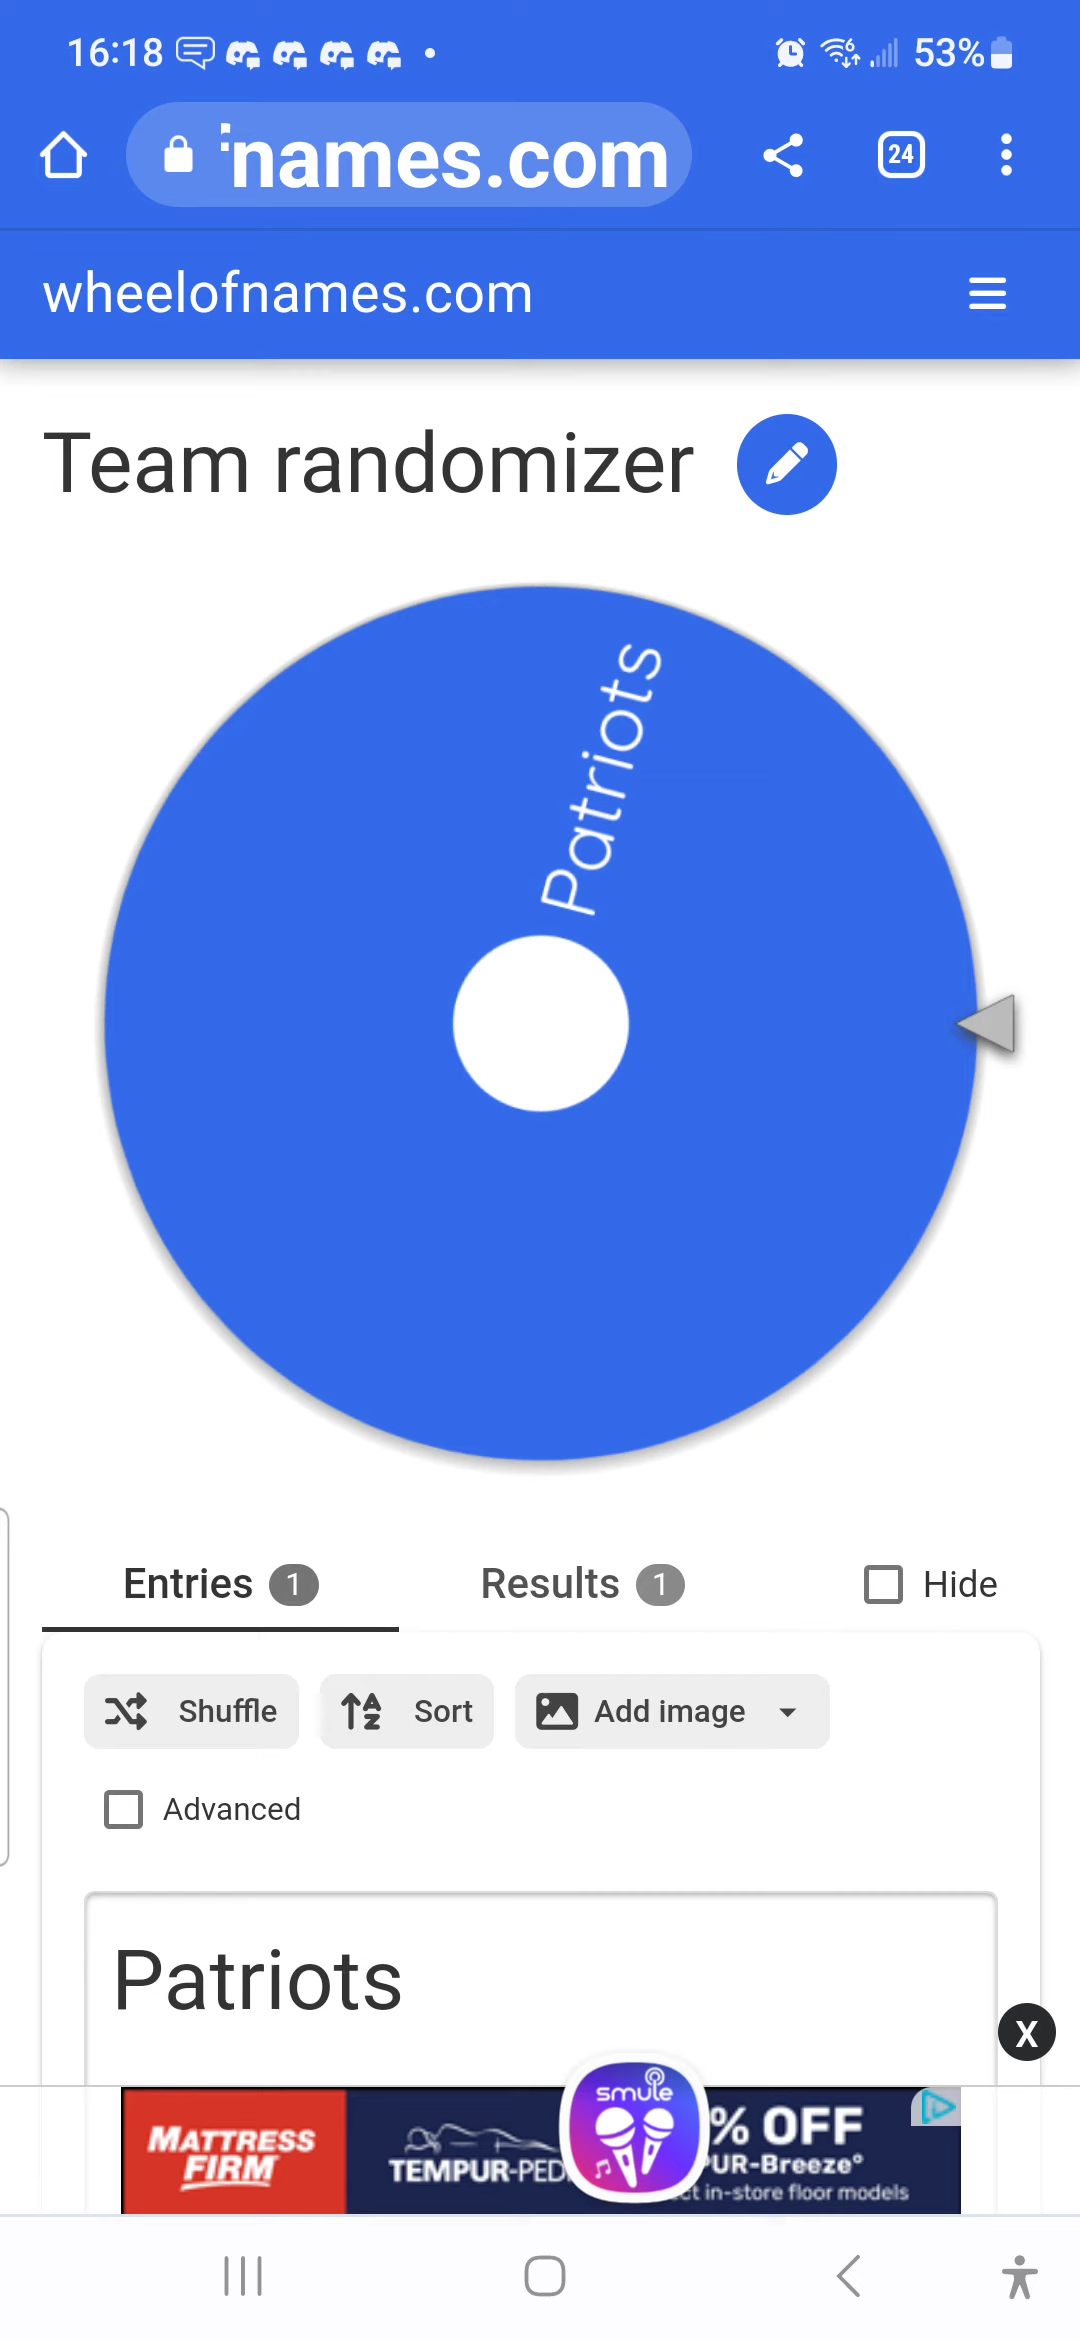 16:18
53%
names.com
24
wheelofnames.com
Team randomizer
Patriots
Entries 1
Results 1
Hide
Shuffle
Sort
Add image
Advanced
Patriots
X
MATTRESS
FIRM
TEMPUR-PED
smule
% OFF
UR-Breeze°
ct in-store floor models